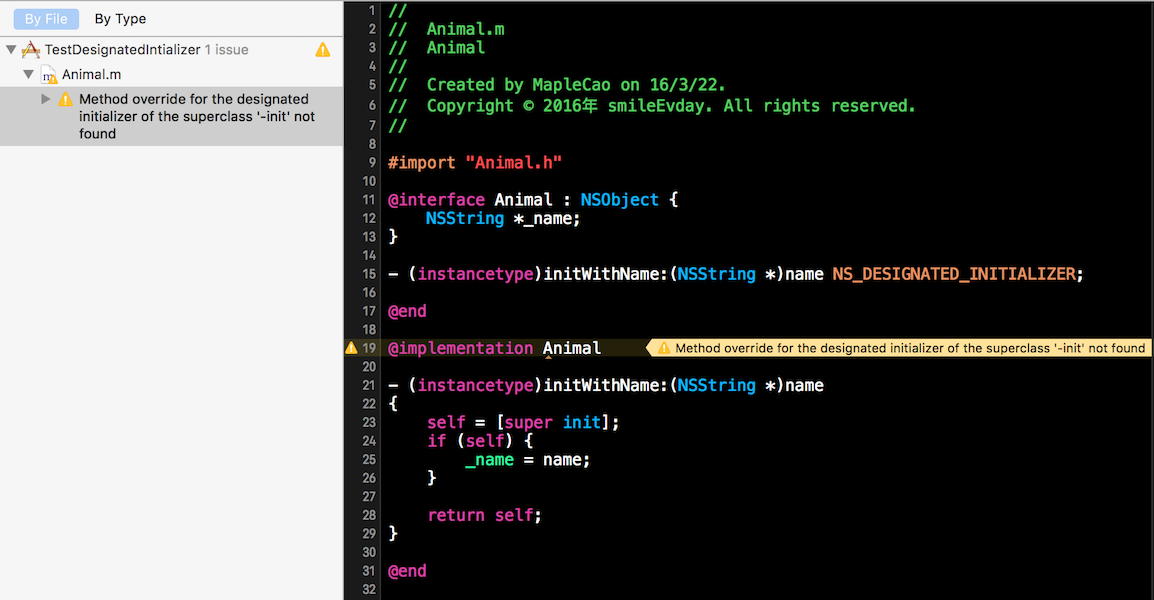 By File By Type
TestDesignatedIntializer 1 issue
Animal.m
Method override for the designated
initializer of the superclass '-init' not
found
1 //
2 // Animal.m
3 // Animal
4 //
5 // Created by MapleCao on 16/3/22.
6 // Copyright © 2016年 smileEvday. All rights reserved.
7 //
8
9 #import "Animal.h"
10
11 @interface Animal : NSObject {
12 NSString *_name;
13 }
14
15 - (instancetype)initWithName:(NSString *)name NS_DESIGNATED_INITIALIZER;
16
17 @end
18
19 @implementation Animal Method override for the designated initializer of the superclass '-init' not found
20
21 - (instancetype)initWithName:(NSString *)name
22 {
23 self = [super init];
24 if (self) {
25 _name = name;
26 }
27
28 return self;
29 }
30
31 @end
32